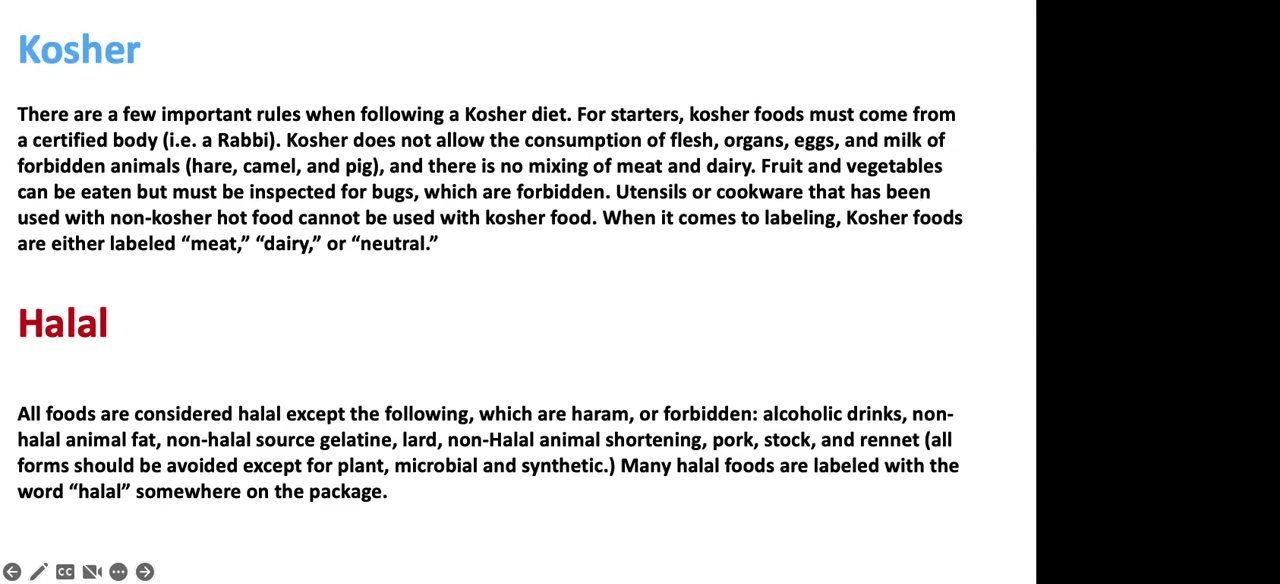 Kosher
There are a few important rules when following a Kosher diet. For starters, kosher foods must come from
a certified body (i.e. a Rabbi). Kosher does not allow the consumption of flesh, organs, eggs, and milk of
forbidden animals (hare, camel, and pig), and there is no mixing of meat and dairy. Fruit and vegetables
can be eaten but must be inspected for bugs, which are forbidden. Utensils or cookware that has been
used with non-kosher hot food cannot be used with kosher food. When it comes to labeling, Kosher foods
are either labeled “meat,” “dairy,” or “neutral.”
Halal
All foods are considered halal except the following, which are haram, or forbidden: alcoholic drinks, non-
halal animal fat, non-halal source gelatine, lard, non-Halal animal shortening, pork, stock, and rennet (all
forms should be avoided except for plant, microbial and synthetic.) Many halal foods are labeled with the
word “halal” somewhere on the package.
CC